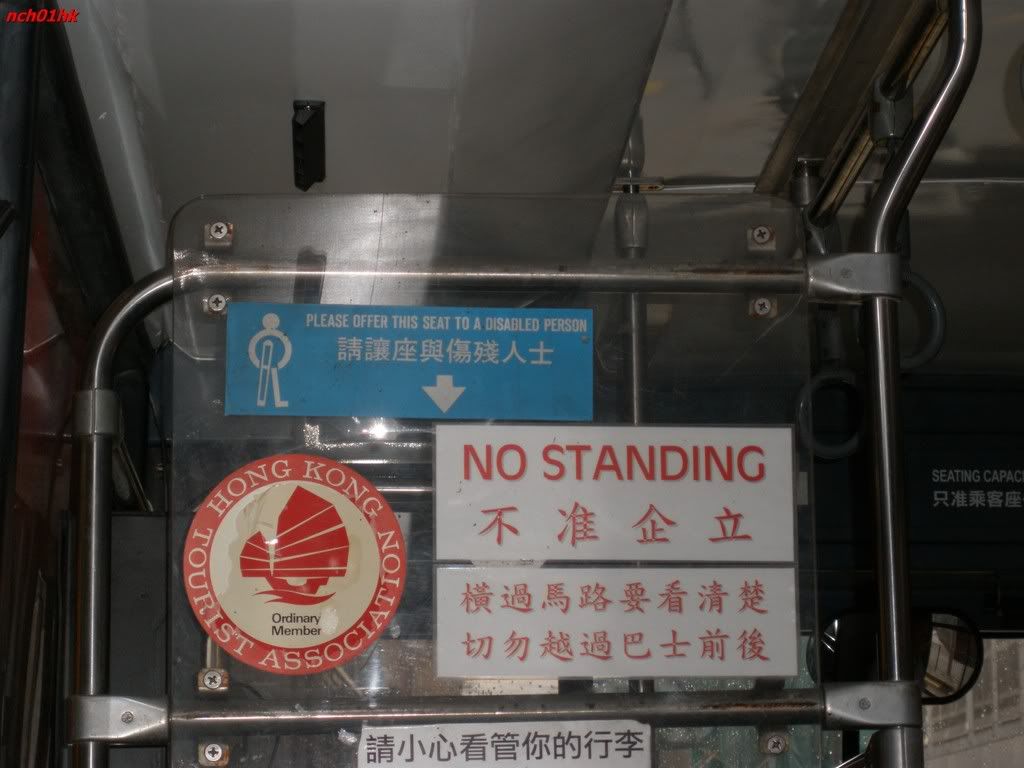 nch01hk
PLEASE OFFER THIS SEAT TO A DISABLED PERSON
請讓座與傷殘人士
NO STANDING
不准企立
HONG KONG TOURIST ASSOCIATION
Ordinary
Member
橫過馬路要看清楚
切勿越過巴士前後
SEATING CAPACI
只准乘客座
請小心看管你的行李